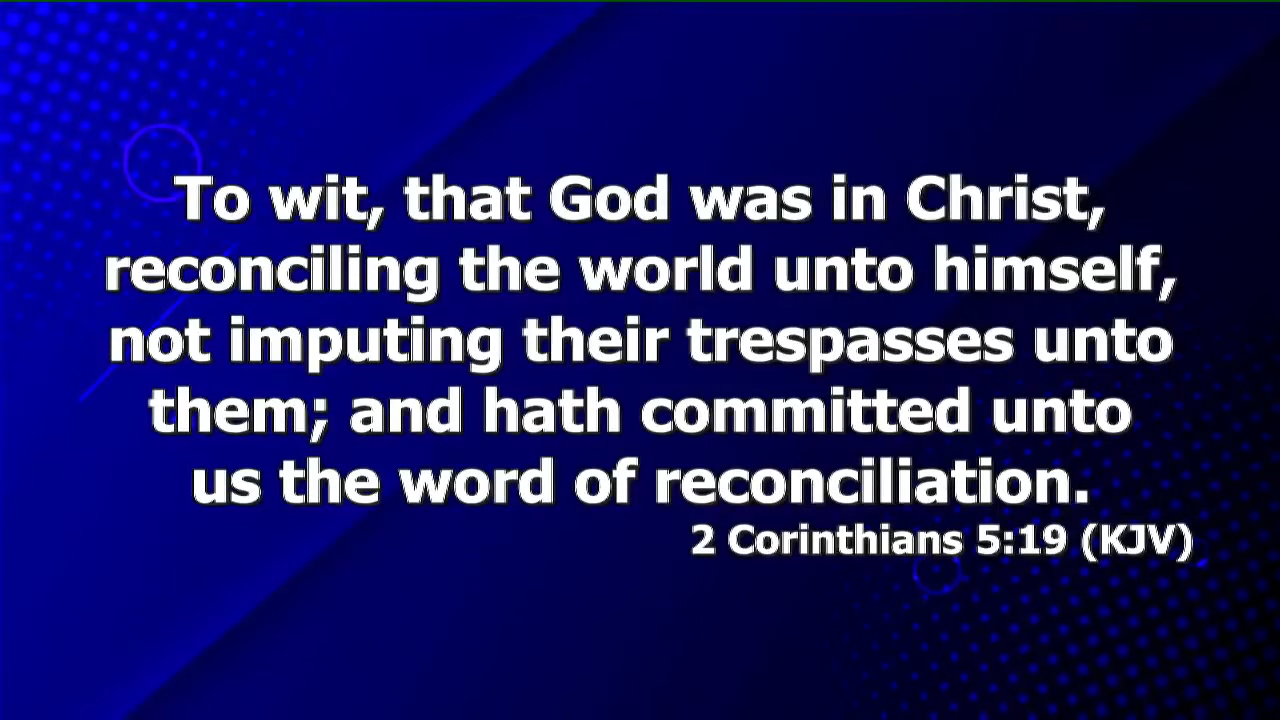 To wit, that God was in Christ,
reconciling the world unto himself,
not imputing their trespasses unto
them; and hath committed unto
us the word of reconciliation.
2 Corinthians 5:19 (KJV)